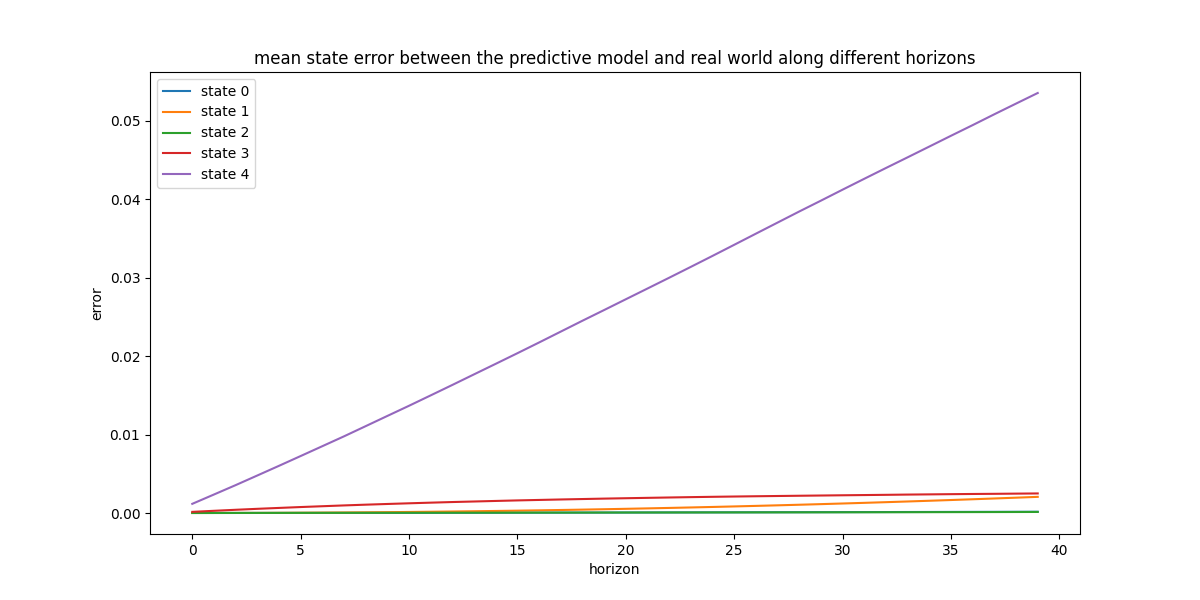 mean state error between the predictive model and real world along different horizons
state 0
state 1
state 2
state 3
state 4
0.05
0.04
0.03
0.02
0.01
0.00
error
0 5 10 15 20 25 30 35 40
horizon